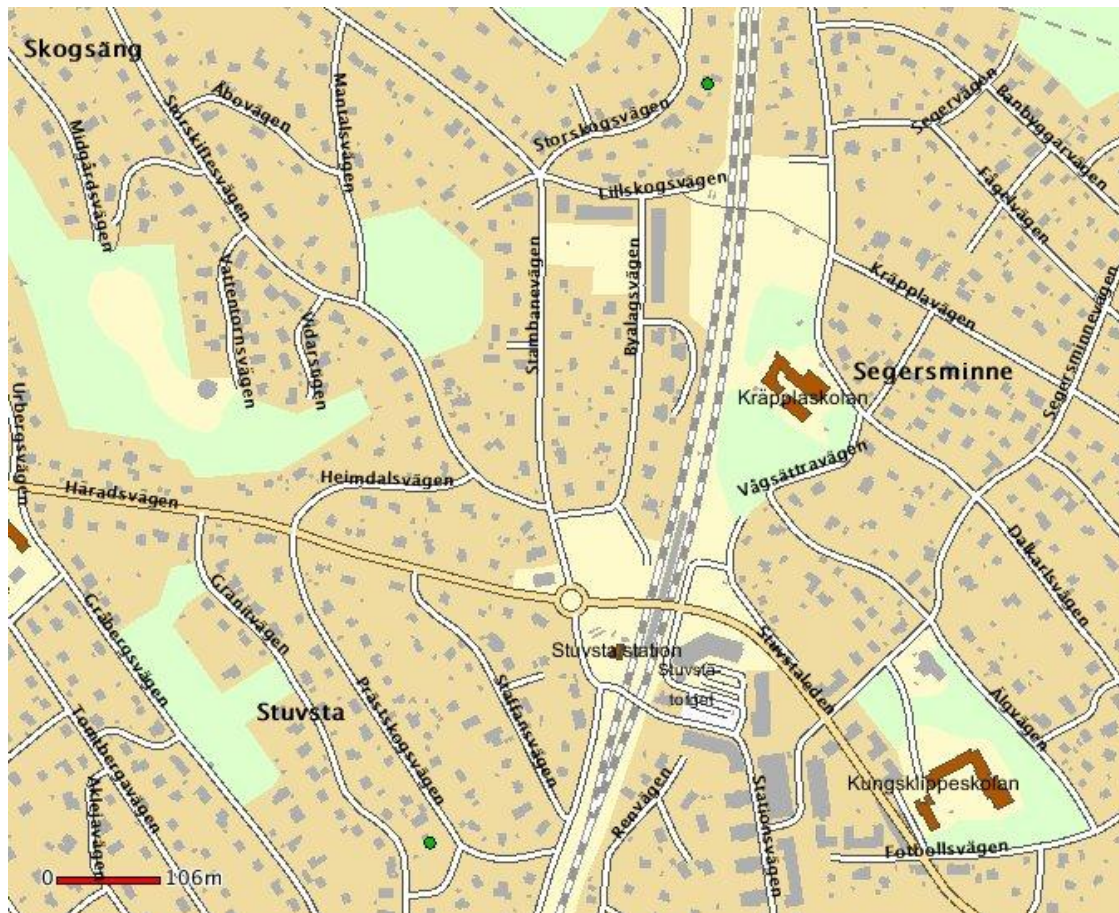 Skogsäng
Åbovägen
Mantalsvägen
Storskiftesvägen
Midgårdsvägen
Storskogsvägen
Lillskogsvägen
Segervägen
Banbyggarvägen
Fågelvägen
Vattentornsvägen
Vidarsvägen
Stambanevägen
Byalagsvägen
Kräpplavägen
Segersminnevägen
Segersminne
Kräpplaskolan
Urbergsvägen
Häradsvägen
Heimdalsvägen
Vågsäthravägen
Dalkarlsvägen
Granitvägen
Gråbergsvägen
Stuvsta station
Stuvsta-
torget
Stuvstaleden
Stuvsta
Prästskogsvägen
Staffansvägen
Älgvägen
Tomtbergavägen
Aklejavägen
Renvägen
Stationsvägen
Kungsklippeskolan
Fotbollsvägen
0 106m